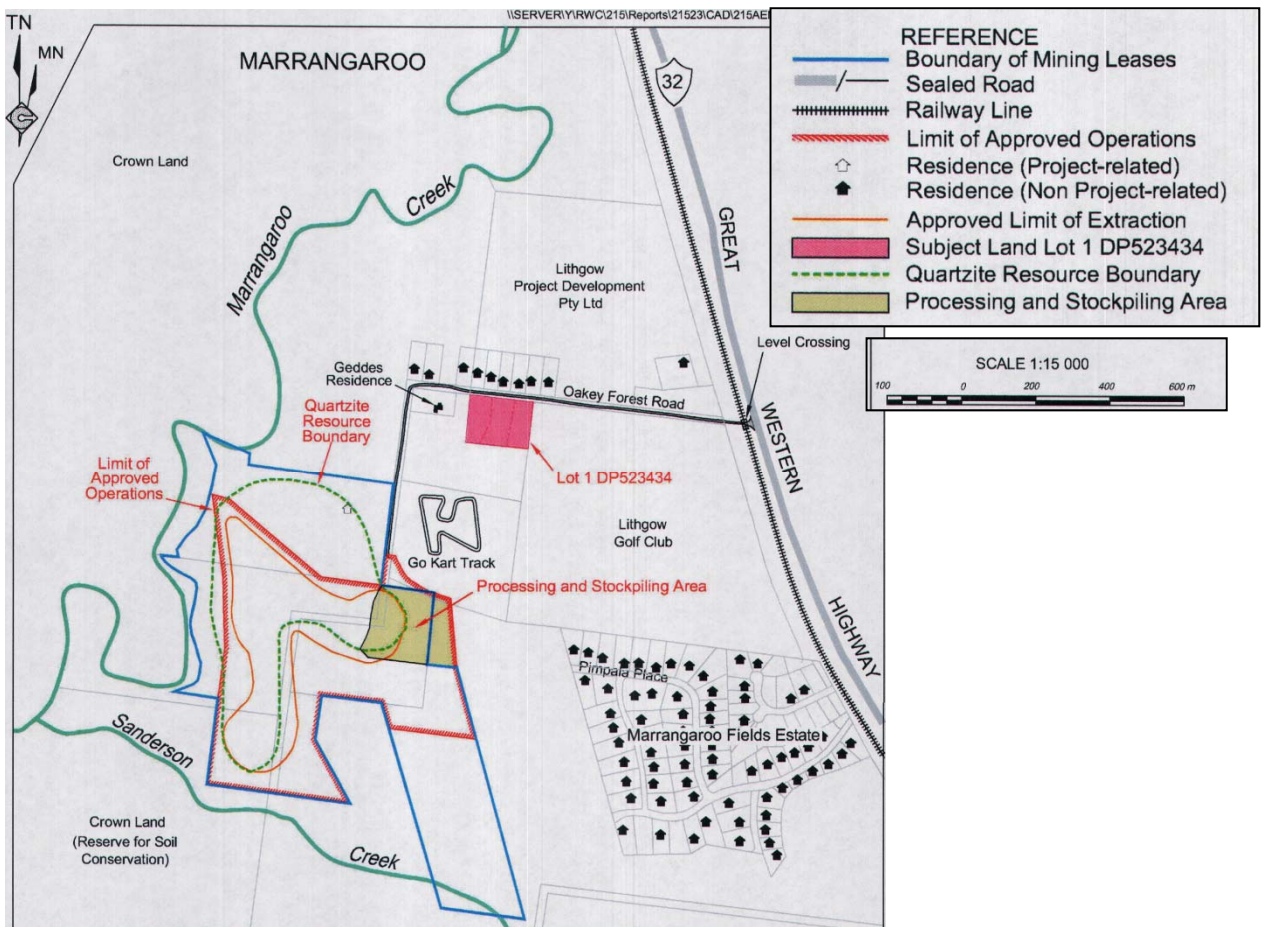 \\SERVER\Y\RWC\215\Reports\21523\CAD\215AE
TN
MN
MARRANGAROO
32
REFERENCE
Boundary of Mining Leases
Sealed Road
Railway Line
Limit of Approved Operations
Residence (Project-related)
Residence (Non Project-related)
Approved Limit of Extraction
Subject Land Lot 1 DP523434
Quartzite Resource Boundary
Processing and Stockpiling Area
SCALE 1:15 000
100 0 200 400 600 m
Crown Land
Marrangaroo
Creek
GREAT
WESTERN
HIGHWAY
Lithgow
Project Development
Pty Ltd
Level Crossing
Geddes
Residence
Oakey Forest Road
Quartzite
Resource
Boundary
Limit of
Approved
Operations
Lot 1 DP523434
Lithgow
Golf Club
Go Kart Track
Processing and Stockpiling Area
Pimpala Place
Marrangaroo Fields Estate
Sanderson
Creek
Crown Land
(Reserve for Soil
Conservation)